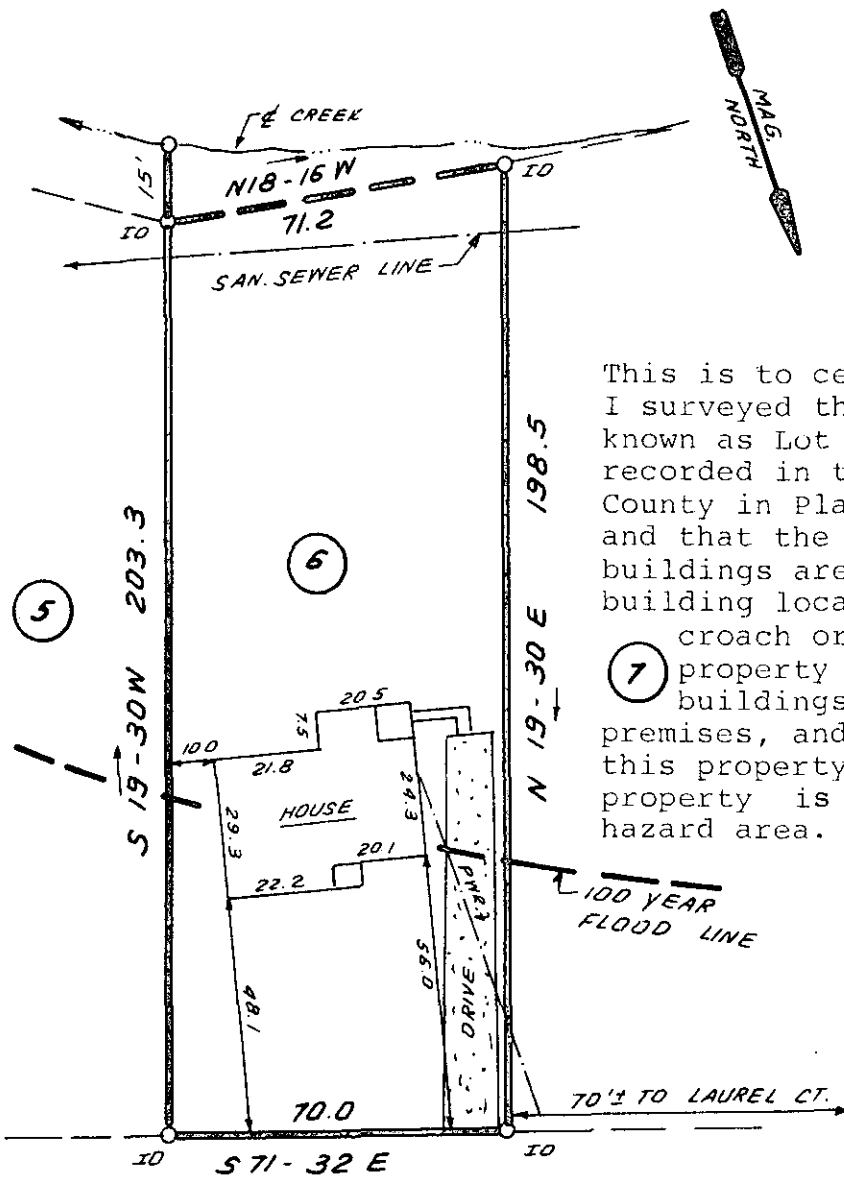 MAG.
NORTH
℄ CREEK
15'
N18-16 W
IO
IO
71.2
SAN. SEWER LINE
This is to ce
I surveyed th
known as Lot
recorded in t
County in Pla
and that the
buildings are
building loca
croach or
property
buildings
premises, and
this property
property is
hazard area.
S 19-30W 203.3
N 19-30 E 198.5
5
6
7
20.5
7.5
10.0
21.8
HOUSE
29.3
24.3
20.1
22.2
PWR.
100 YEAR
FLOOD LINE
48.1
56.0
DRIVE
70.0
70'± TO LAUREL CT.
IO
IO
S 71-32 E